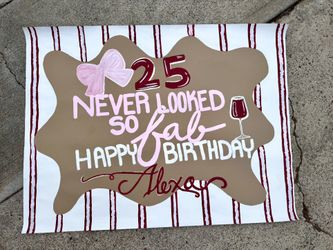 25
NEVER LOOKED
SO fab
HAPPY BIRTHDAY
Alexa